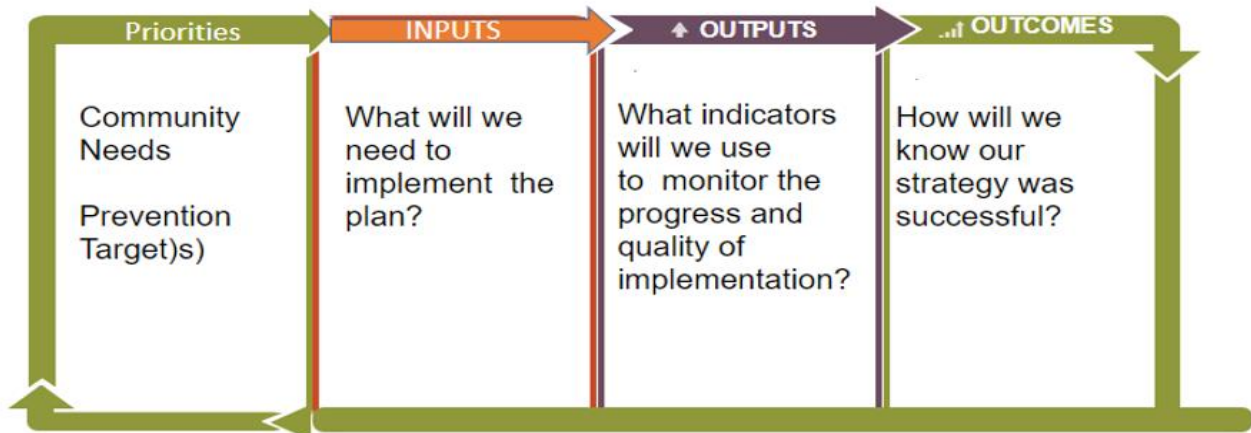 Priorities
Community
Needs
Prevention
Target)s)
INPUTS
What will we
need to
implement the
plan?
OUTPUTS
What indicators
will we use
to monitor the
progress and
quality of
implementation?
OUTCOMES
How will we
know our
strategy was
successful?